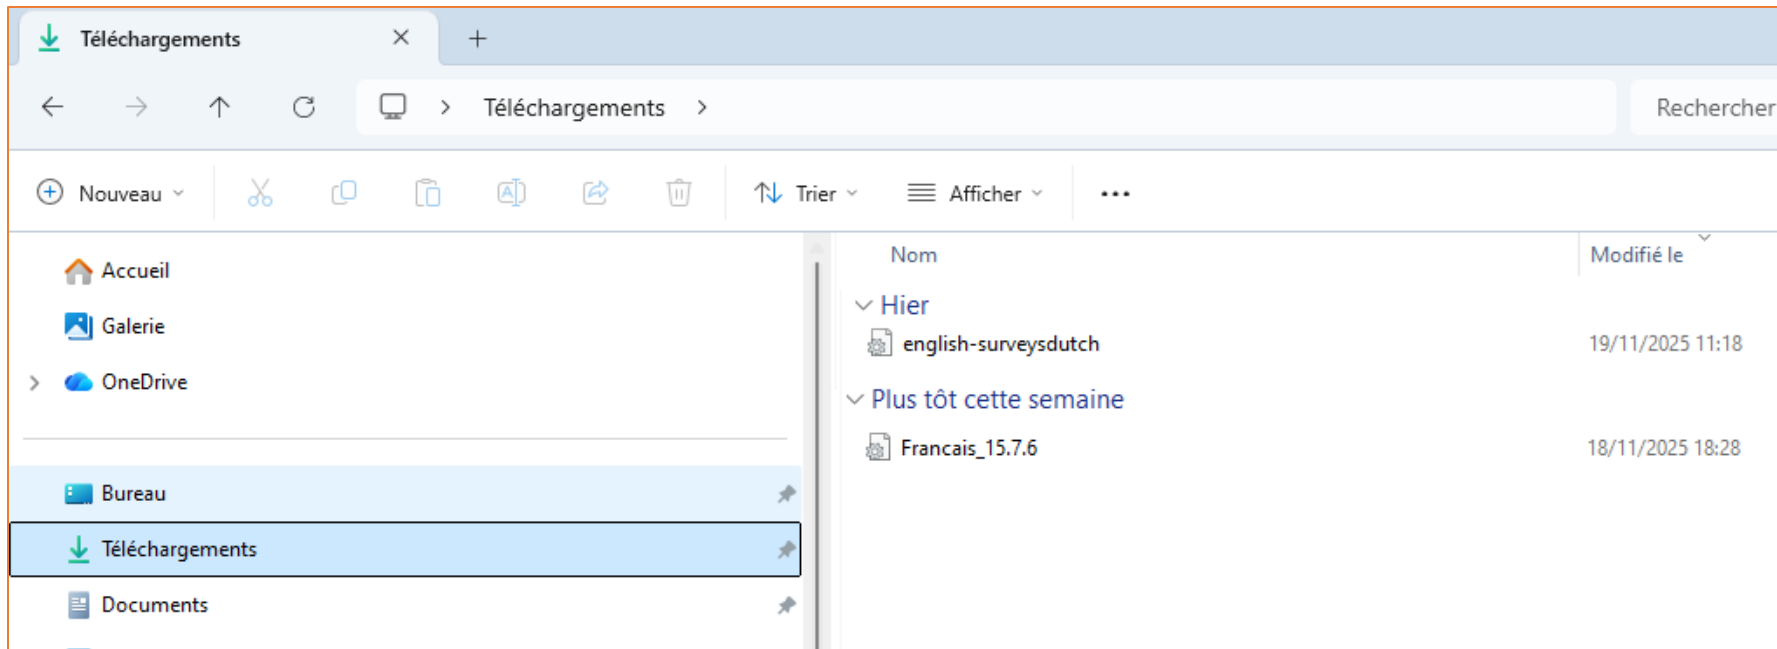 Téléchargements
Téléchargements
Rechercher
Nouveau
Trier
Afficher
Accueil
Galerie
OneDrive
Bureau
Téléchargements
Documents
Nom Modifié le
Hier
english-surveysdutch 19/11/2025 11:18
Plus tôt cette semaine
Francais_15.7.6 18/11/2025 18:28